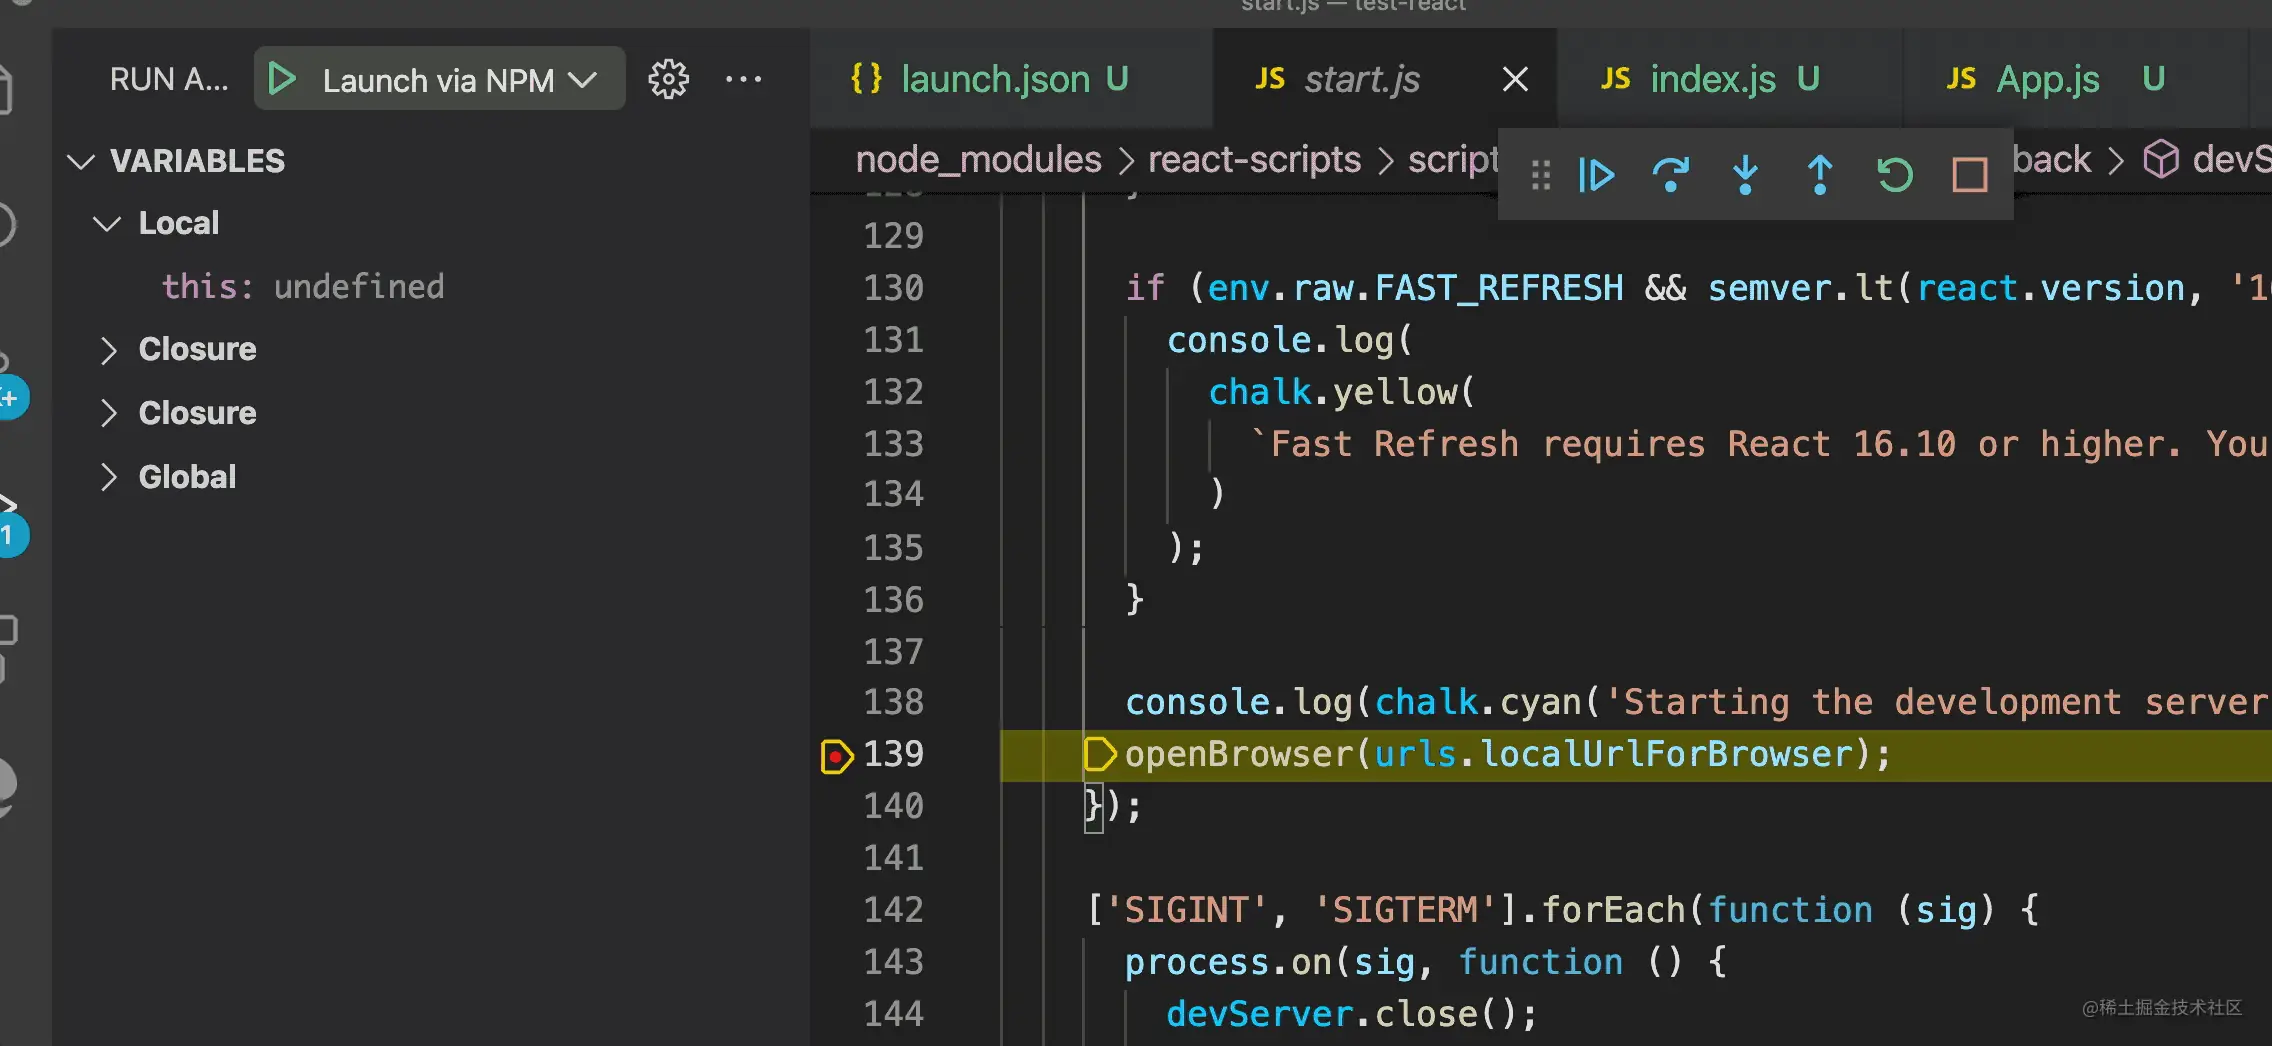 start.js — test-react
RUN A... Launch via NPM ...
{} launch.json U
JS start.js
JS index.js U
JS App.js U
VARIABLES
Local
this: undefined
Closure
Closure
Global
node_modules > react-scripts > script
back > devS
128 }
129
130 if (env.raw.FAST_REFRESH && semver.lt(react.version, '1
131 console.log(
132 chalk.yellow(
133 `Fast Refresh requires React 16.10 or higher. You
134 )
135 );
136 }
137
138 console.log(chalk.cyan('Starting the development server
139 openBrowser(urls.localUrlForBrowser);
140 });
141
142 ['SIGINT', 'SIGTERM'].forEach(function (sig) {
143 process.on(sig, function () {
144 devServer.close();
1
@稀土掘金技术社区